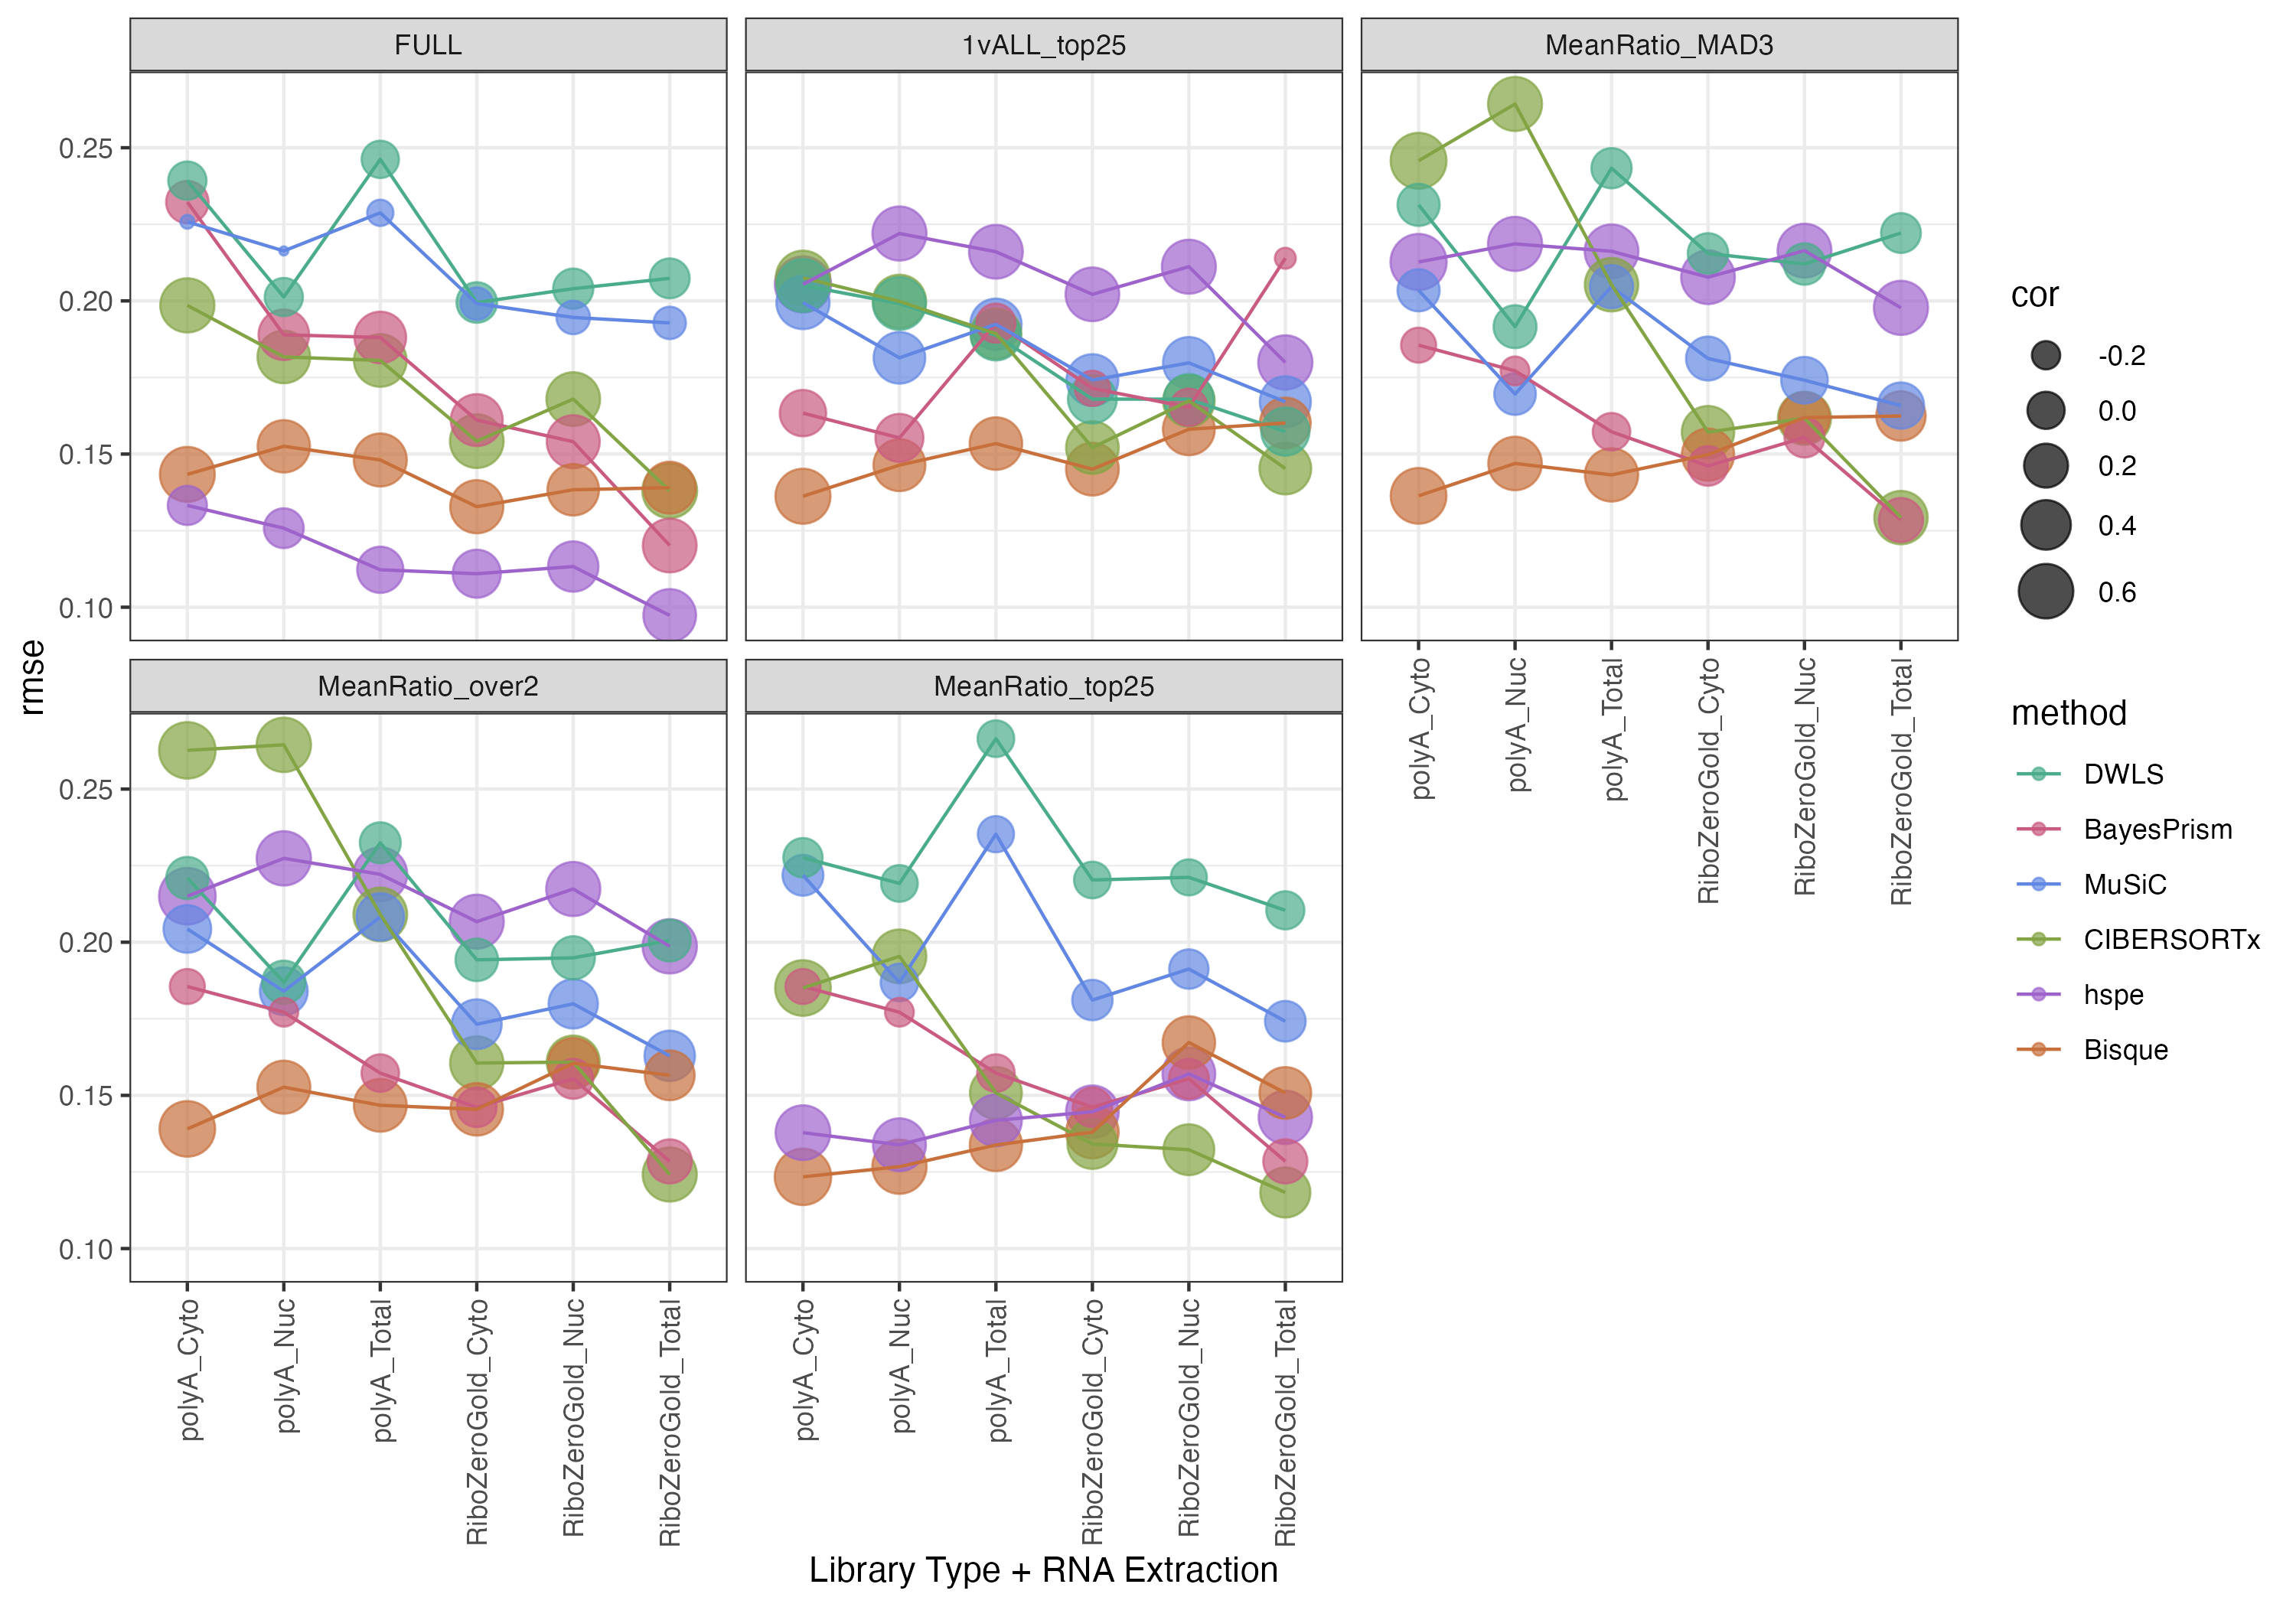 FULL
1vALL_top25
MeanRatio_MAD3
0.25
0.20
0.15
0.10
rmse
MeanRatio_over2
MeanRatio_top25
polyA_Cyto
polyA_Nuc
polyA_Total
RiboZeroGold_Cyto
RiboZeroGold_Nuc
RiboZeroGold_Total
0.25
0.20
0.15
0.10
polyA_Cyto
polyA_Nuc
polyA_Total
RiboZeroGold_Cyto
RiboZeroGold_Nuc
RiboZeroGold_Total
polyA_Cyto
polyA_Nuc
polyA_Total
RiboZeroGold_Cyto
RiboZeroGold_Nuc
RiboZeroGold_Total
Library Type + RNA Extraction
cor
-0.2
0.0
0.2
0.4
0.6
method
DWLS
BayesPrism
MuSiC
CIBERSORTx
hspe
Bisque